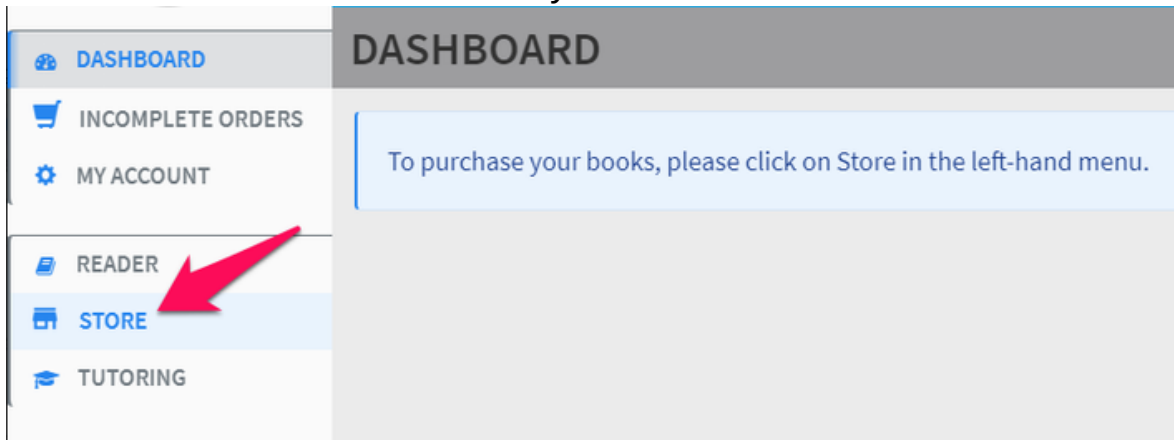 DASHBOARD
INCOMPLETE ORDERS
MY ACCOUNT
READER
STORE
TUTORING
DASHBOARD
To purchase your books, please click on Store in the left-hand menu.